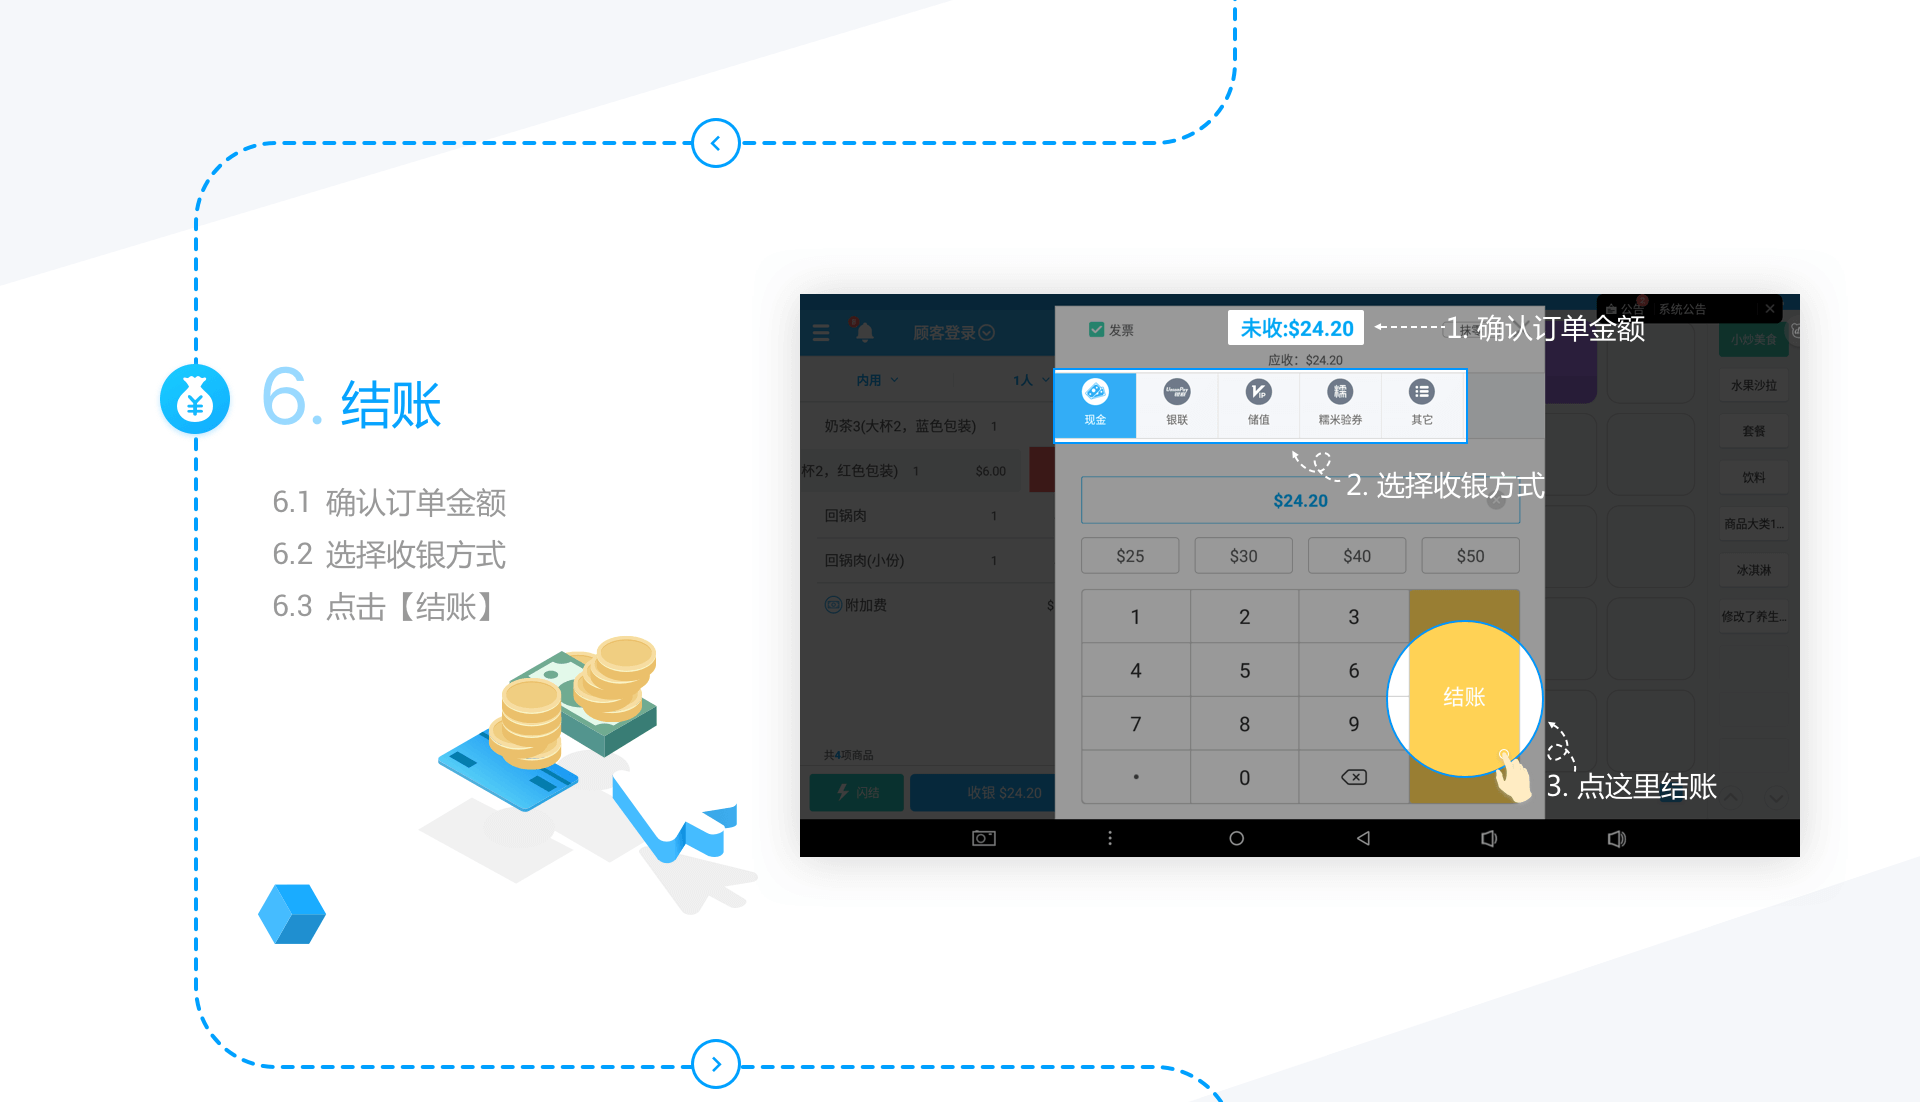 6. 结账
6.1 确认订单金额
6.2 选择收银方式
6.3 点击【结账】
公告
系统公告
顾客登录
发票
未收:$24.20
1. 确认订单金额
应收：$24.20
小炒美食
内用
1人
现金
银联
储值
糯米验券
其它
水果沙拉
奶茶3(大杯2，蓝色包装) 1
套餐
杯2，红色包装) 1 $6.00
2. 选择收银方式
饮料
$24.20
回锅肉 1
商品大类1...
$25
$30
$40
$50
回锅肉(小份) 1
冰淇淋
附加费 $
修改了养生...
1 2 3
4 5 6
7 8 9
. 0
结账
共4项商品
闪结
收银 $24.20
3. 点这里结账